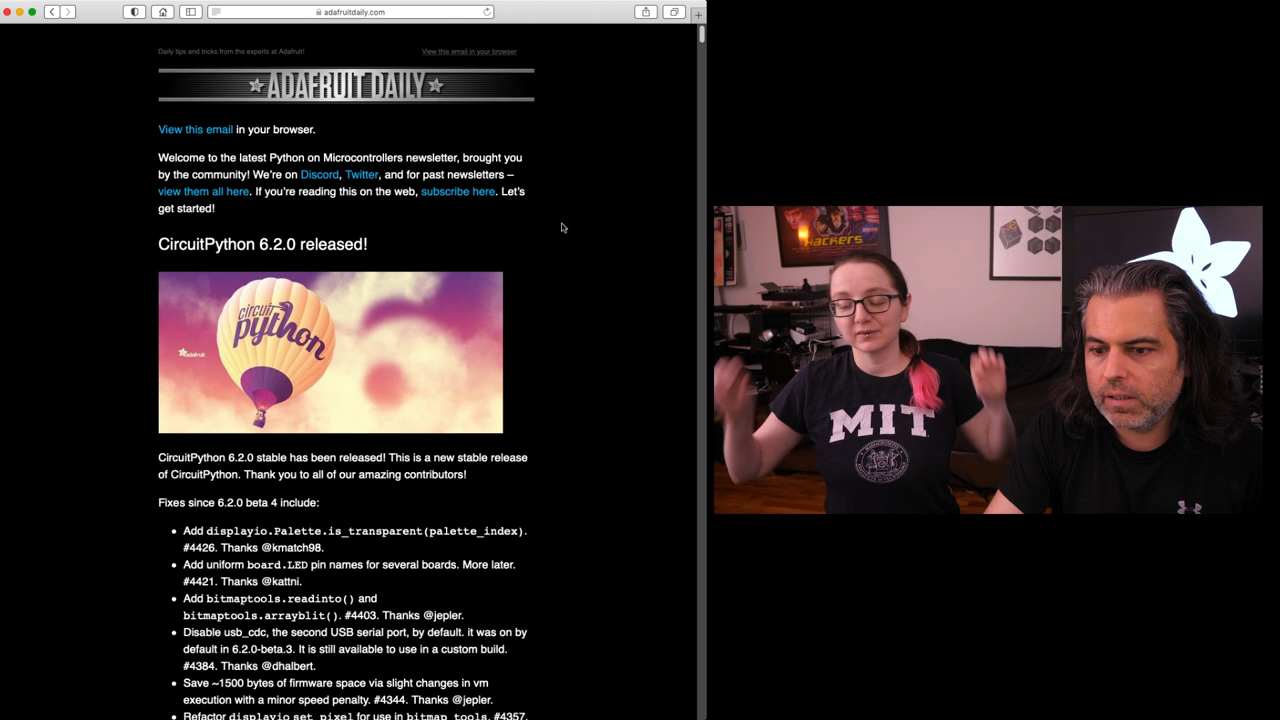 adafruitdaily.com
Daily tips and tricks from the experts at Adafruit!
View this email in your browser
ADAFRUIT DAILY
View this email in your browser.
Welcome to the latest Python on Microcontrollers newsletter, brought you
by the community! We’re on Discord, Twitter, and for past newsletters –
view them all here. If you’re reading this on the web, subscribe here. Let’s
get started!
CircuitPython 6.2.0 released!
circuit
python
adafruit
CircuitPython 6.2.0 stable has been released! This is a new stable release
of CircuitPython. Thank you to all of our amazing contributors!
Fixes since 6.2.0 beta 4 include:
• Add displayio.Palette.is_transparent(palette_index).
#4426. Thanks @kmatch98.
• Add uniform board.LED pin names for several boards. More later.
#4421. Thanks @kattni.
• Add bitmaptools.readinto() and
bitmaptools.arrayblit(). #4403. Thanks @jepler.
• Disable usb_cdc, the second USB serial port, by default. it was on by
default in 6.2.0-beta.3. It is still available to use in a custom build.
#4384. Thanks @dhalbert.
• Save ~1500 bytes of firmware space via slight changes in vm
execution with a minor speed penalty. #4344. Thanks @jepler.
• Refactor displayio set_pixel for use in bitmap_tools. #4357.
HACKERS
MIT